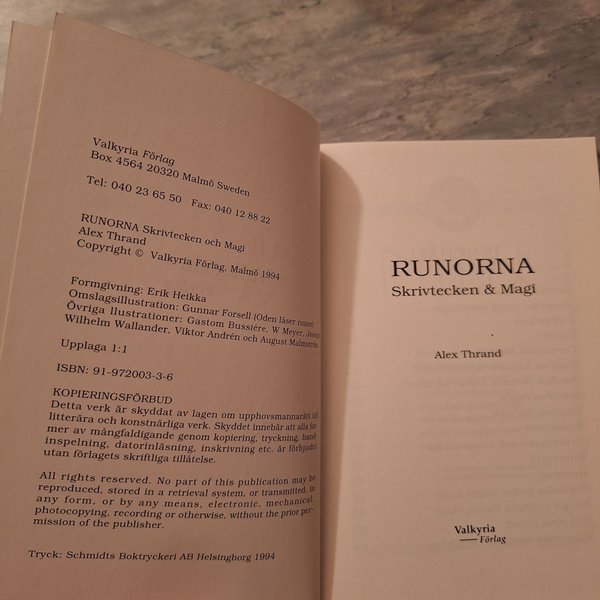 Valkyria Förlag
Box 4564 20320 Malmö Sweden
Tel: 040 23 65 50 Fax: 040 12 88 22
RUNORNA Skrivtecken och Magi
Alex Thrand
Copyright © Valkyria Förlag, Malmö 1994
Formgivning: Erik Heikka
Omslagsillustration: Gunnar Forsell (Oden läser runor)
Övriga Ilustrationer: Gastom Bussiére, W Meyer,
Wilhelm Wallander, Viktor Andrén och August Malmström
Upplaga 1:1
ISBN: 91-972003-3-6
KOPIERINGSFÖRBUD
Detta verk är skyddat av lagen om upphovsmannarätt till
litterära och konstnärliga verk. Skyddet innebär att alla for
mer av mångfaldigande genom kopiering, tryckning, band-
inspelning, datorinläsning, inskrivning etc. är förbjudet
utan förlagets skriftliga tillåtelse.
All rights reserved. No part of this publication may be
reproduced, stored in a retrieval system, or transmitted, in
any form, or by any means, electronic, mechanical,
photocopying, recording or otherwise, without the prior per-
mission of the publisher.
Tryck: Schmidts Boktryckeri AB Helsingborg 1994
RUNORNA
Skrivtecken & Magi
Alex Thrand
Valkyria
Förlag